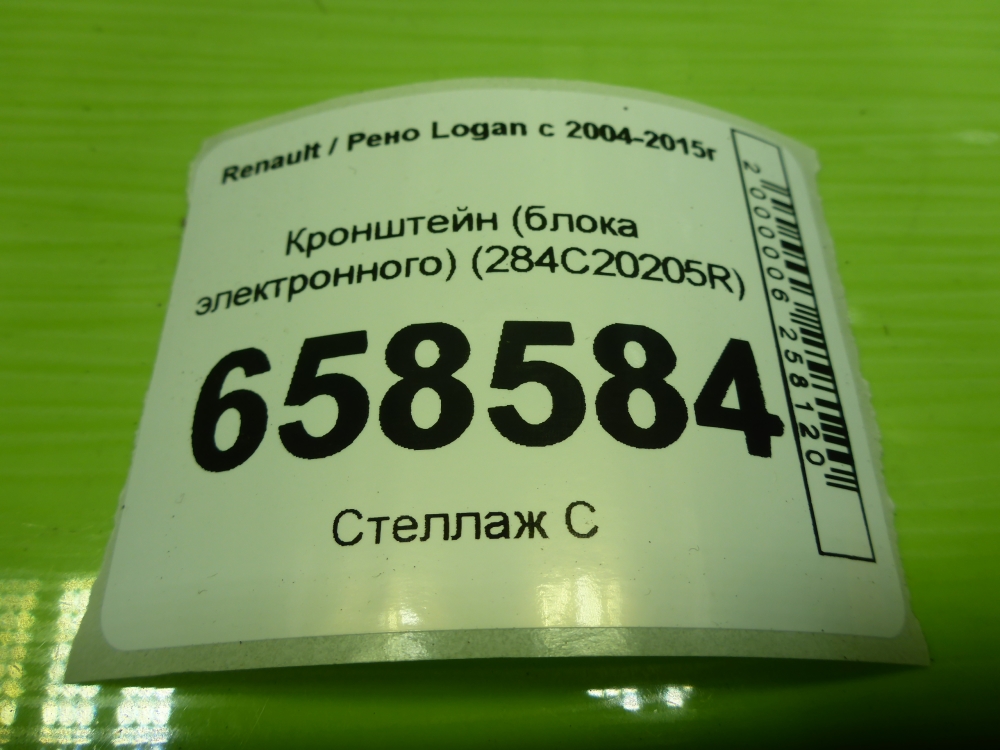 Renault / Рено Logan с 2004-2015г
Кронштейн (блока
электронного) (284C20205R)
658584
Стеллаж С
2000006258120